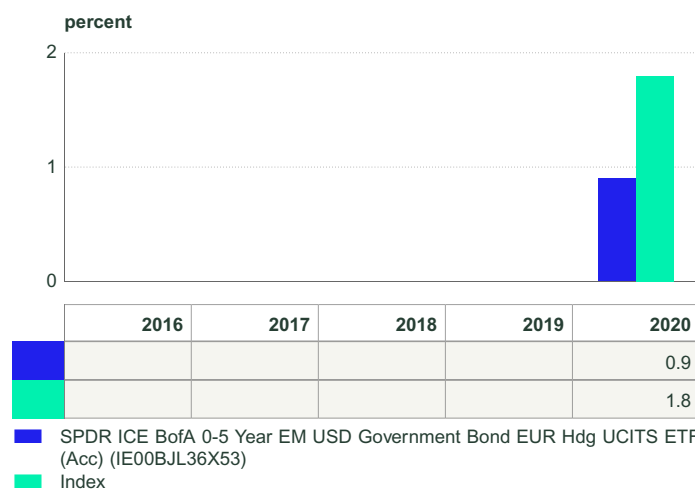 percent
2
1
0
2016 2017 2018 2019 2020
0.9
1.8
SPDR ICE BofA 0-5 Year EM USD Government Bond EUR Hdg UCITS ETF
(Acc) (IE00BJL36X53)
Index